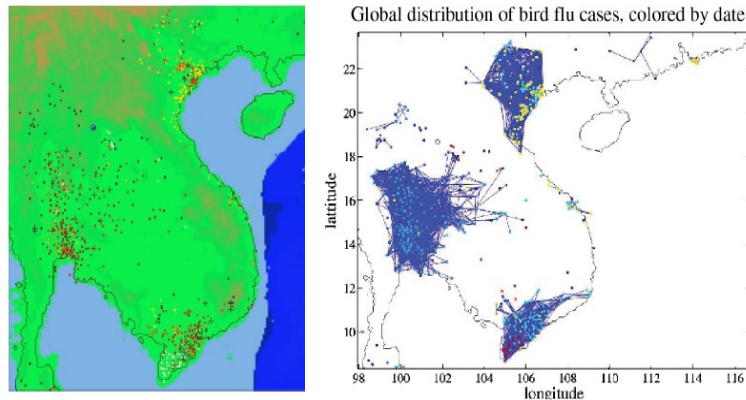 Global distribution of bird flu cases, colored by date
22
20
18
16
14
12
10
lattitude
98 100 102 104 106 108 110 112 114 116
longitude